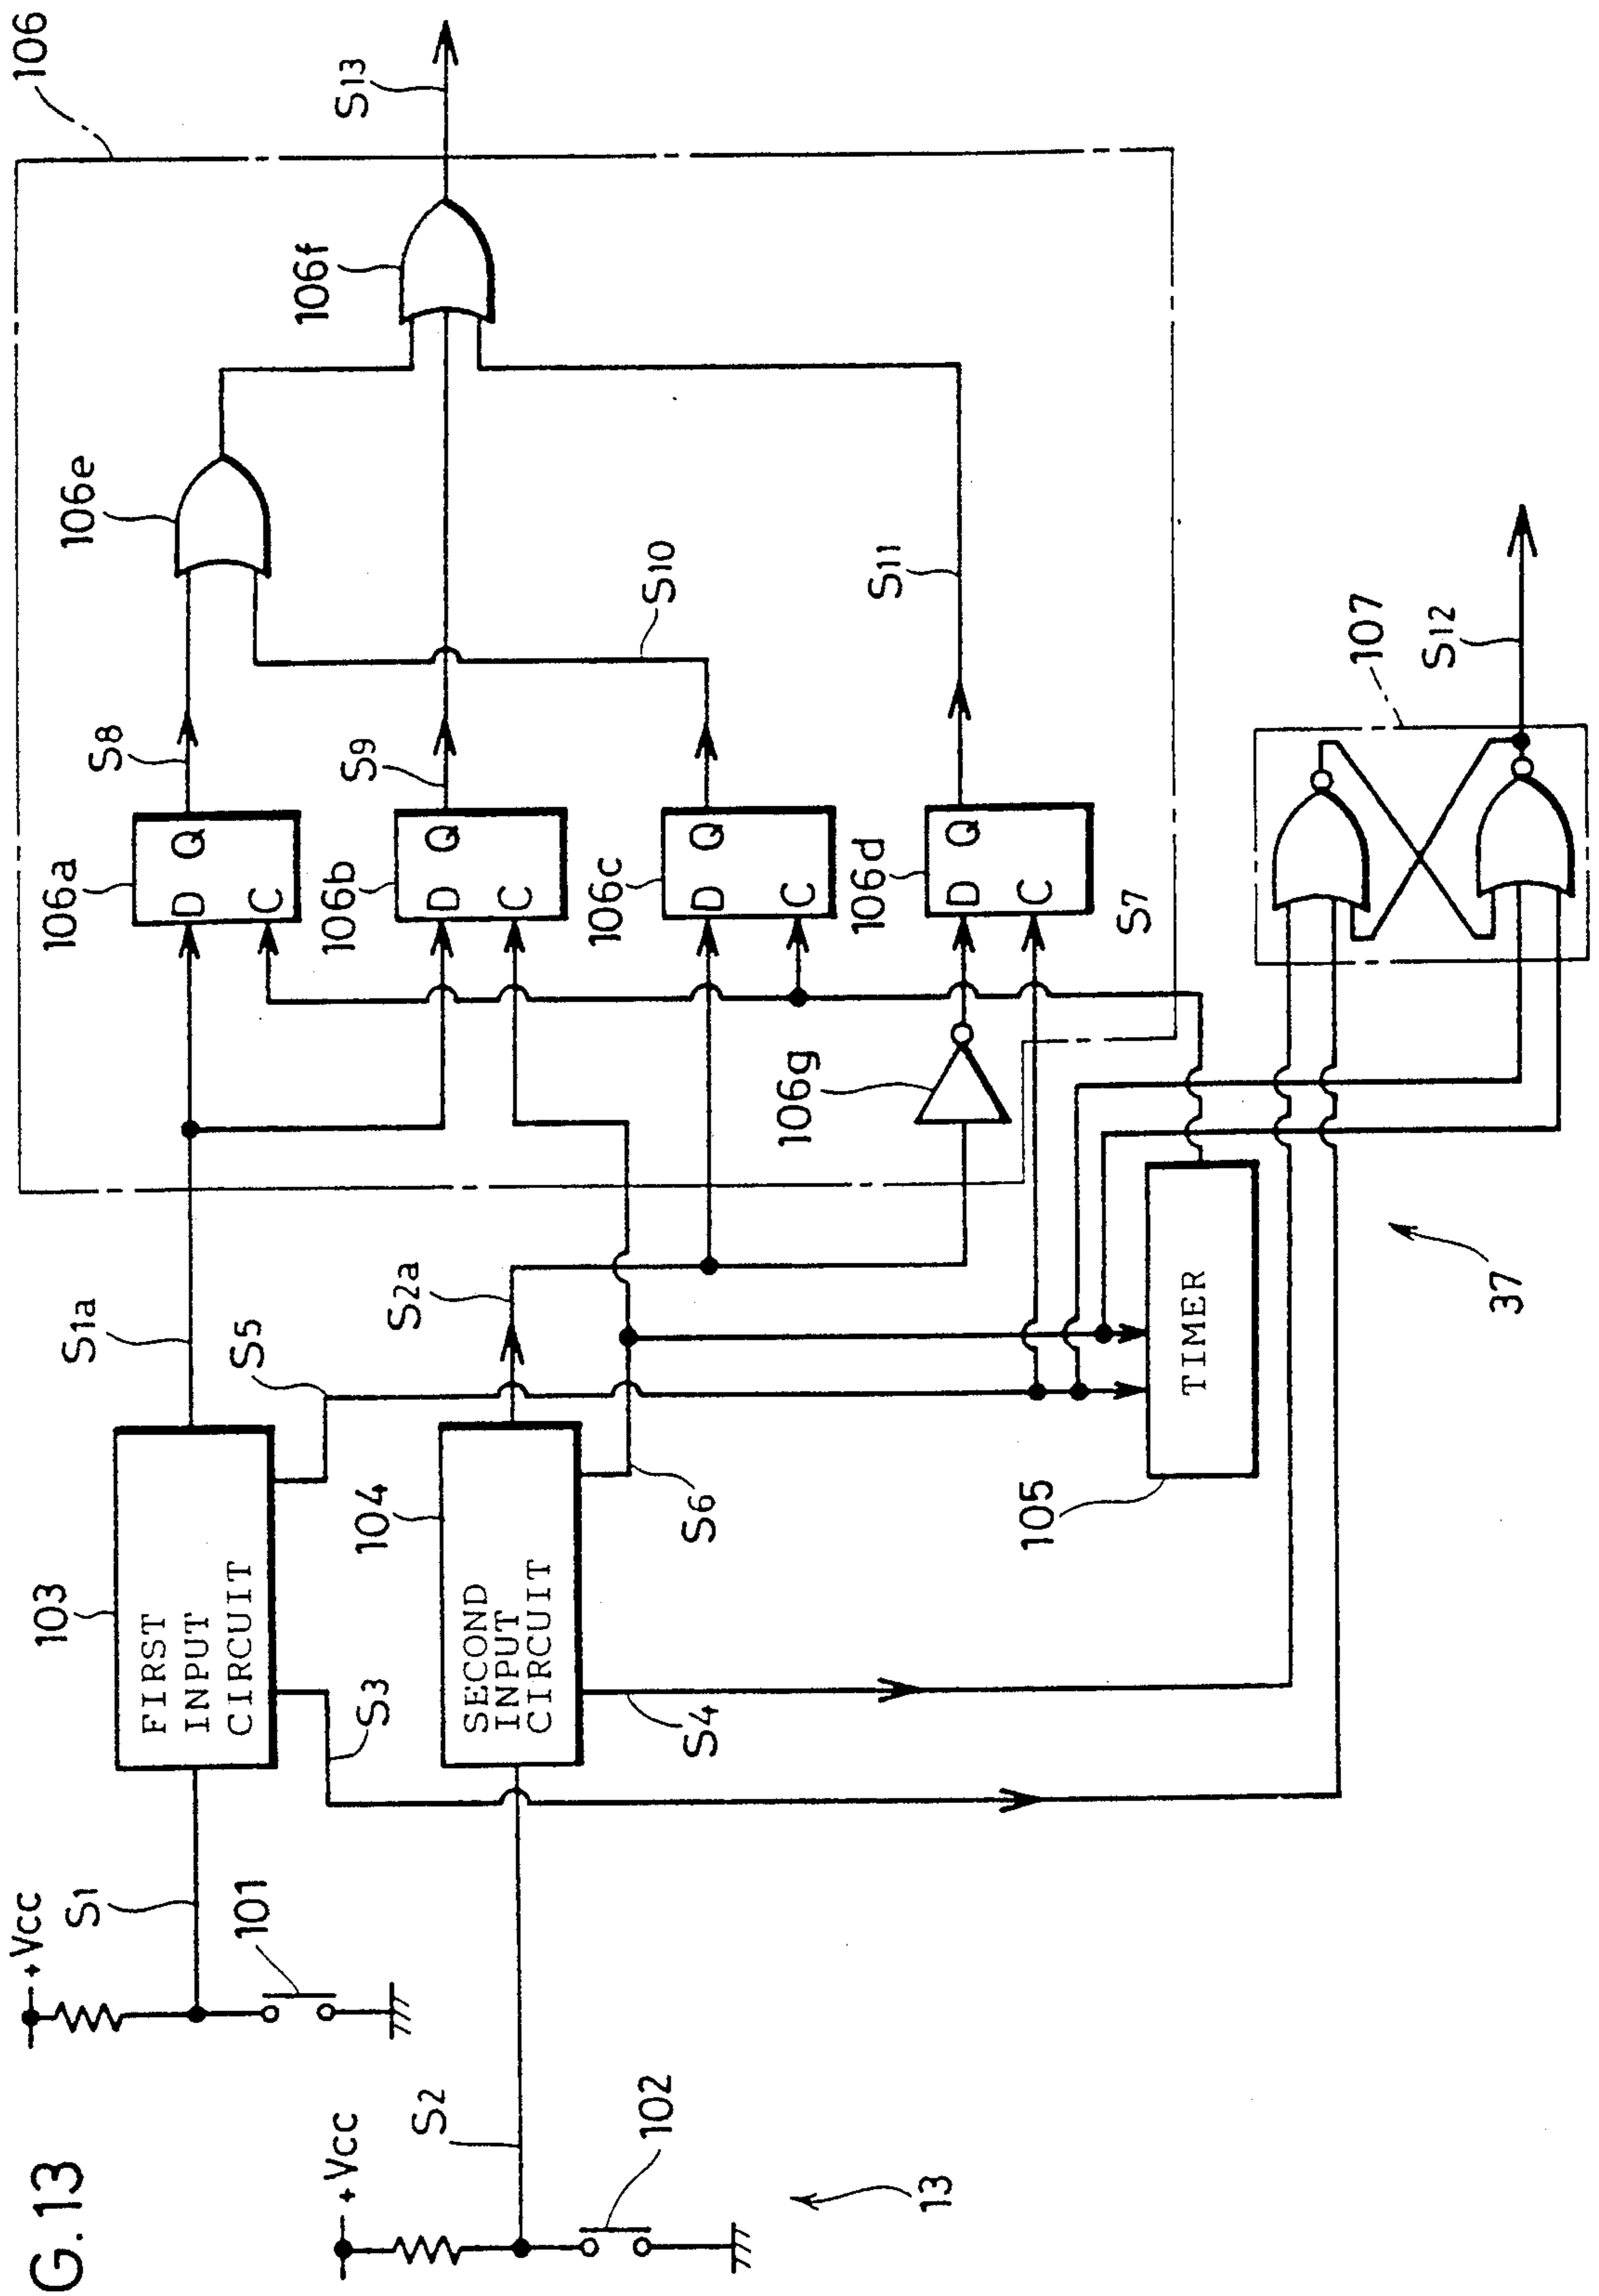 G. 13
106
S13
106f
106e
S8
S9
S10
S11
106a
D Q
C
106b
D Q
C
106c
D Q
C
106d
D Q
C
S7
106g
107
S12
S1a
S5
S2a
103
FIRST
INPUT
CIRCUIT
104
SECOND
INPUT
CIRCUIT
S6
105
TIMER
37
S3
S4
+Vcc
S1
101
+Vcc
S2
102
13